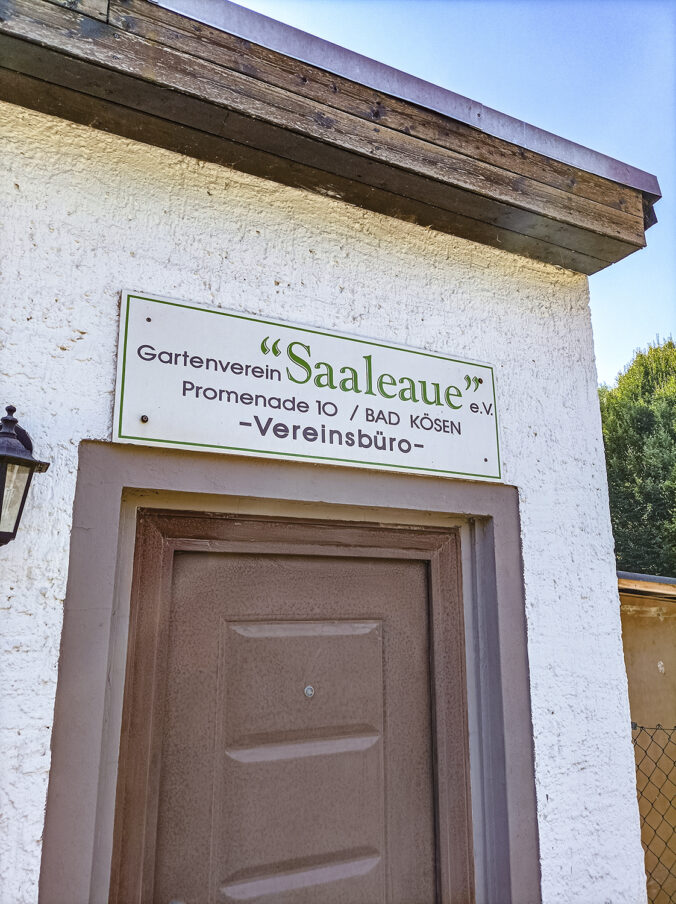 Gartenverein “Saaleaue” e.V.
Promenade 10 / BAD KÖSEN
-Vereinsbüro-